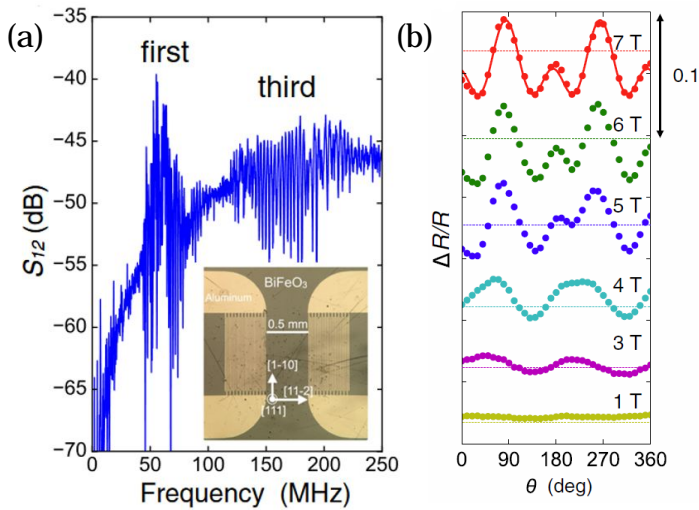 (a)
first
third
S12 (dB)
−35
−40
−45
−50
−55
−60
−65
−70
0
50
100
150
200
250
Frequency (MHz)
BiFeO3
Aluminum
0.5 mm
[1-10]
[11-2]
[111]
(b)
7 T
6 T
5 T
4 T
3 T
1 T
0.1
Δ R/R
0
90
180
270
360
θ (deg)